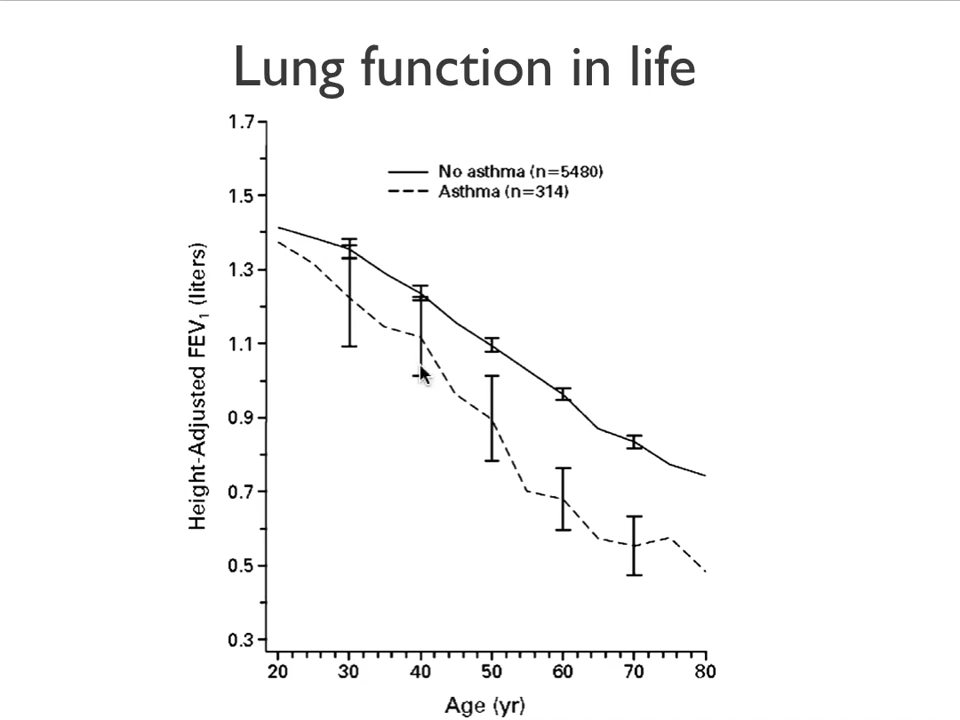 Lung function in life
1.7
1.5
1.3
1.1
0.9
0.7
0.5
0.3
Height-Adjusted FEV1 (liters)
No asthma (n=5480)
Asthma (n=314)
20 30 40 50 60 70 80
Age (yr)